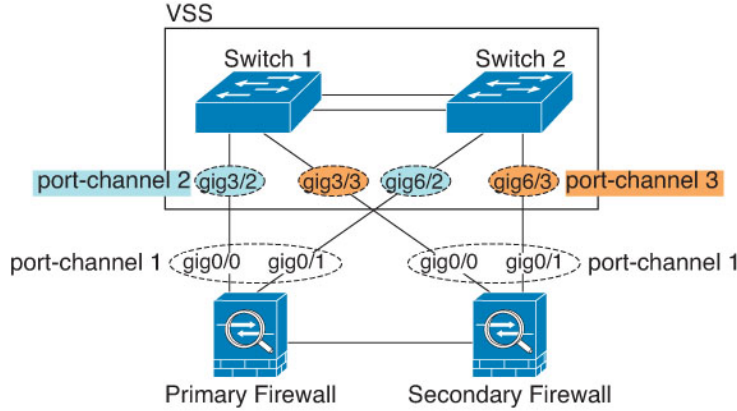 VSS
Switch 1
Switch 2
port-channel 2
gig3/2
gig3/3
gig6/2
gig6/3
port-channel 3
port-channel 1
gig0/0
gig0/1
gig0/0
gig0/1
port-channel 1
Primary Firewall
Secondary Firewall